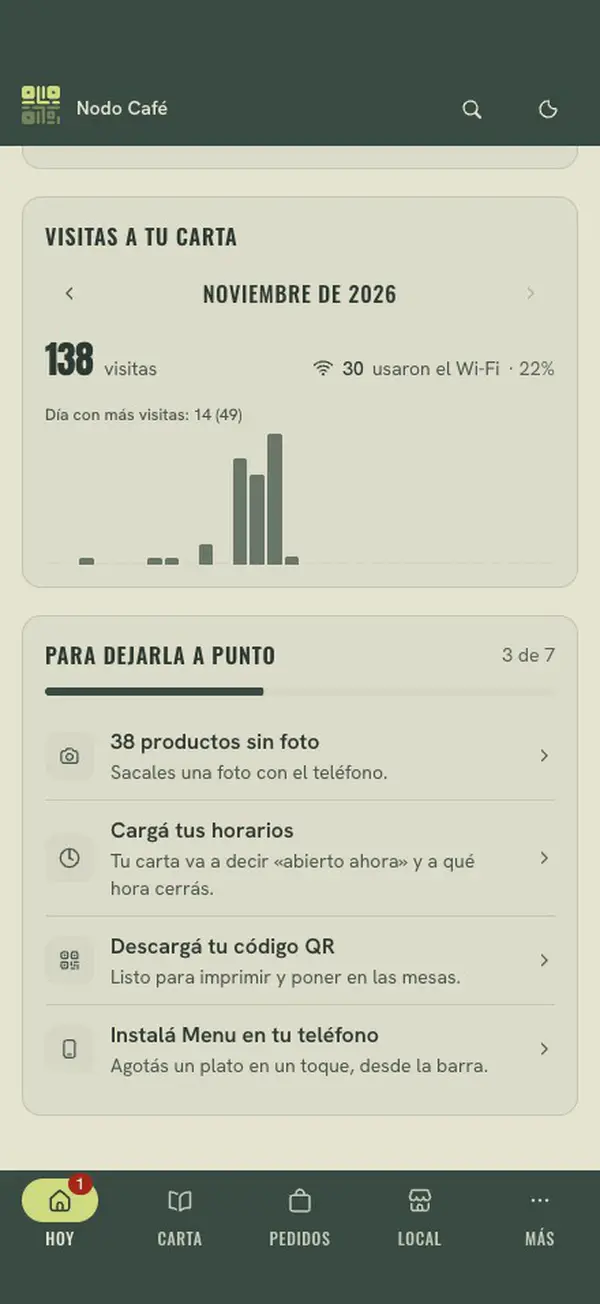 Nodo Café
VISITAS A TU CARTA
NOVIEMBRE DE 2026
138 visitas
30 usaron el Wi-Fi · 22%
Día con más visitas: 14 (49)
PARA DEJARLA A PUNTO
3 de 7
38 productos sin foto
Sacales una foto con el teléfono.
Cargá tus horarios
Tu carta va a decir «abierto ahora» y a qué
hora cerrás.
Descargá tu código QR
Listo para imprimir y poner en las mesas.
Instalá Menu en tu teléfono
Agotás un plato en un toque, desde la barra.
1
HOY
CARTA
PEDIDOS
LOCAL
MÁS